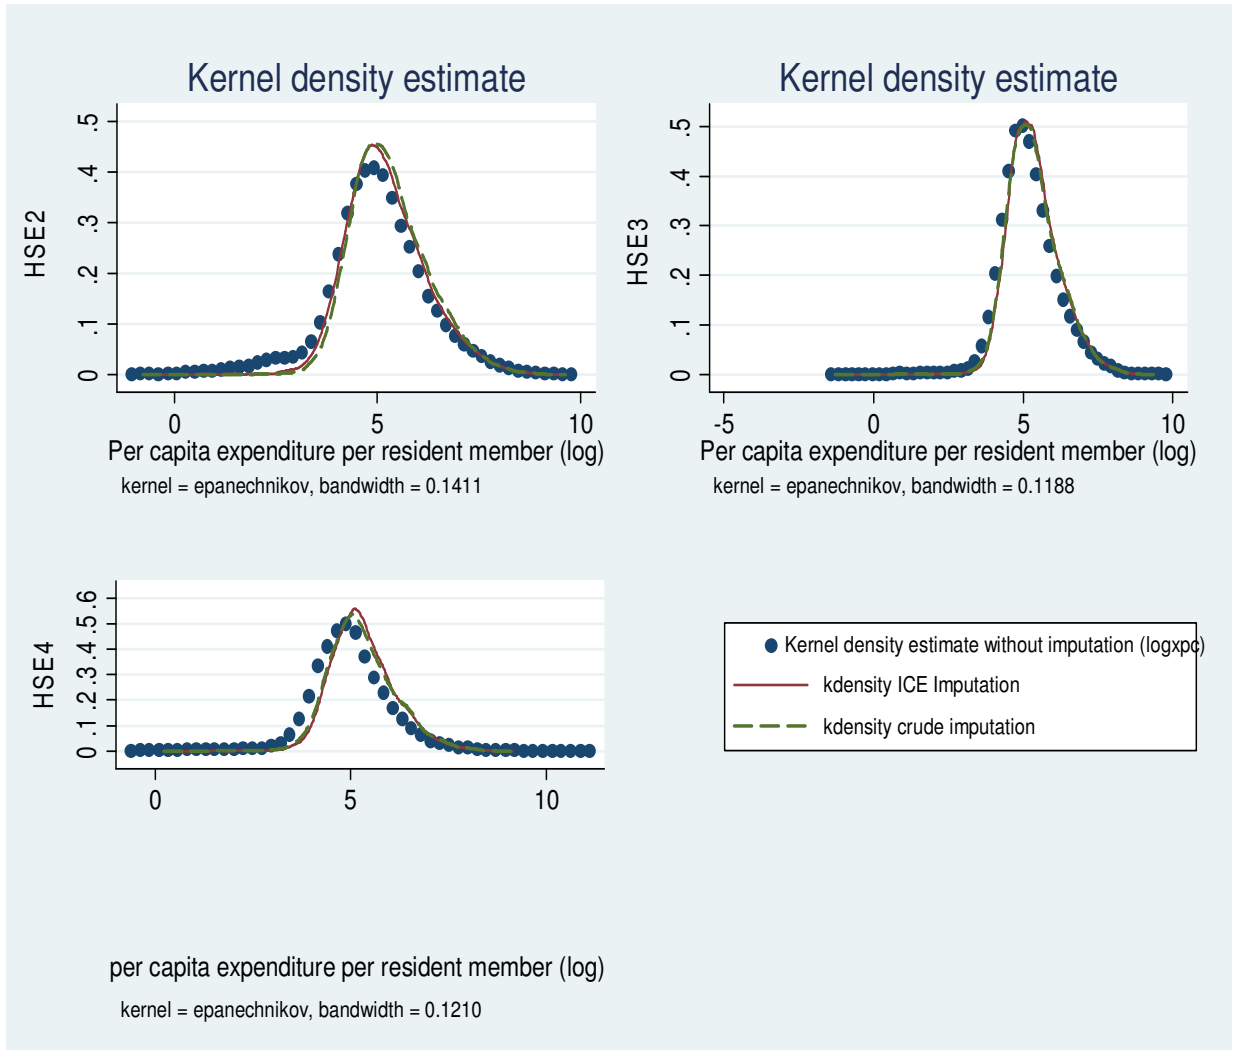 Kernel density estimate
.5
.4
.3
.2
.1
0
HSE2
0 5 10
Per capita expenditure per resident member (log)
kernel = epanechnikov, bandwidth = 0.1411
Kernel density estimate
.5
.4
.3
.2
.1
0
HSE3
-5 0 5 10
Per capita expenditure per resident member (log)
kernel = epanechnikov, bandwidth = 0.1188
0 .1 .2 .3 .4 .5 .6
HSE4
0 5 10
per capita expenditure per resident member (log)
kernel = epanechnikov, bandwidth = 0.1210
Kernel density estimate without imputation (logxpc)
kdensity ICE Imputation
kdensity crude imputation